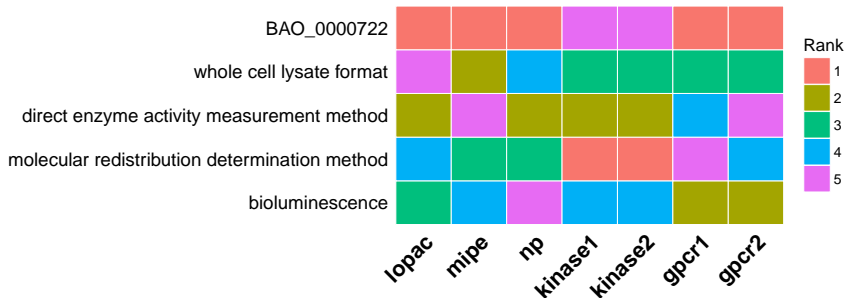 BAO_0000722
whole cell lysate format
direct enzyme activity measurement method
molecular redistribution determination method
bioluminescence
Rank
1
2
3
4
5
lopac
mipe
np
kinase1
kinase2
gpcr1
gpcr2